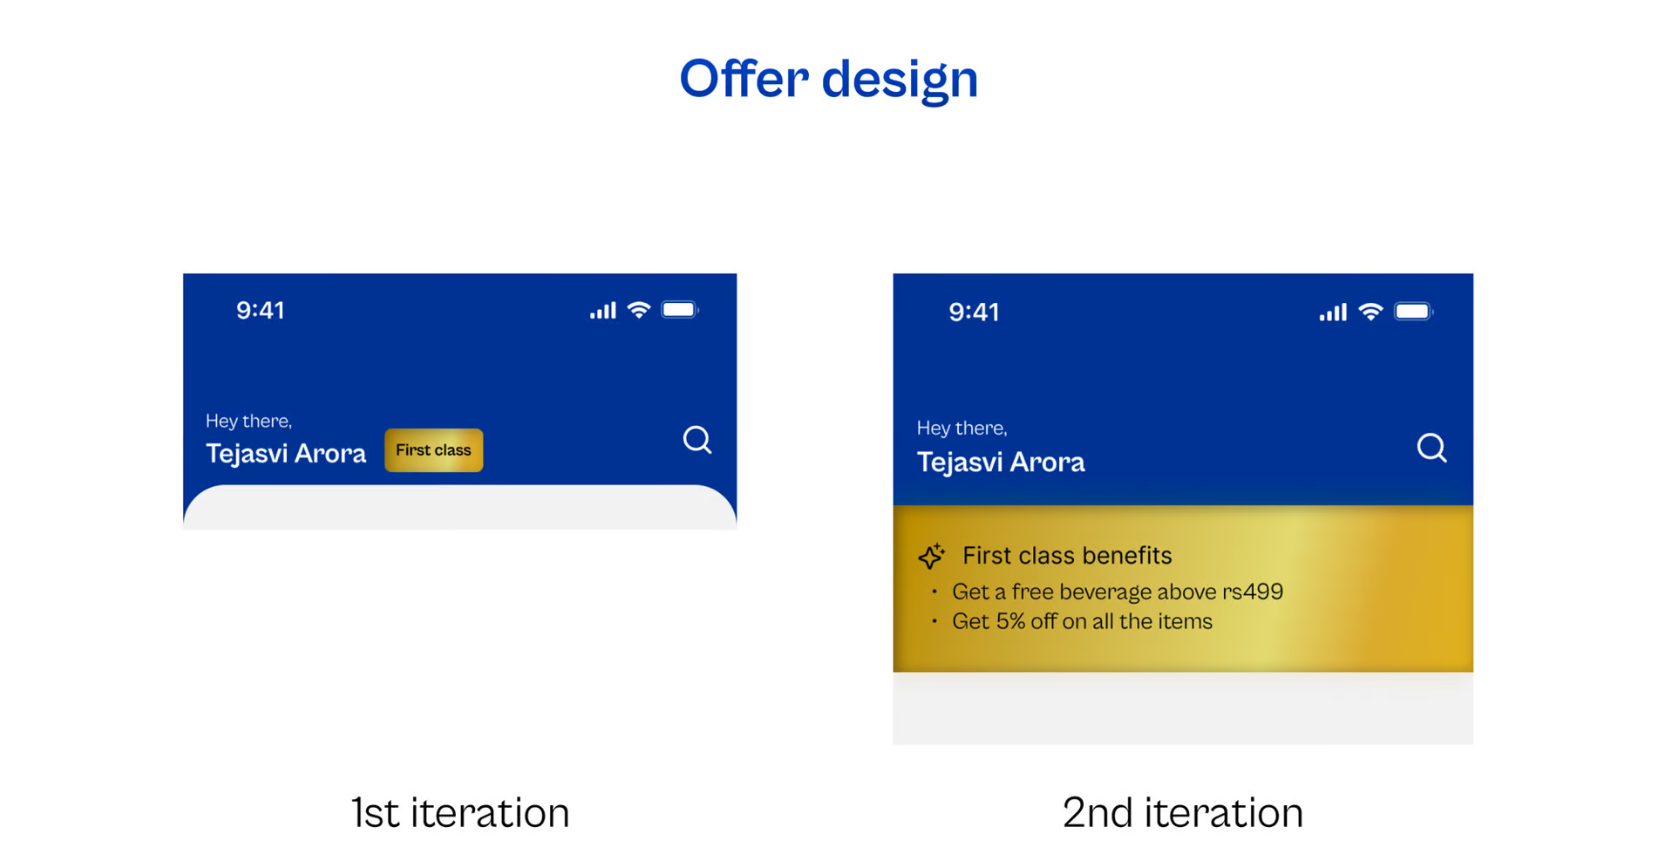 Offer design
9:41
Hey there,
Tejasvi Arora
First class
1st iteration
9:41
Hey there,
Tejasvi Arora
First class benefits
• Get a free beverage above rs499
• Get 5% off on all the items
2nd iteration